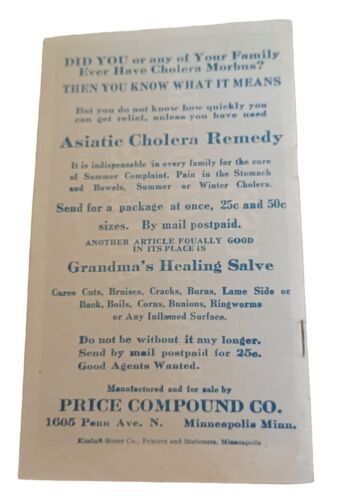 DID YOU or any of Your Family
Ever Have Cholera Morbus?
THEN YOU KNOW WHAT IT MEANS
But you do not know how quickly you
can get relief, unless you have used
Asiatic Cholera Remedy
It is indispensable in every family for the cure
of Summer Complaint, Pain in the Stomach
and Bowels, Summer or Winter Cholera.
Send for a package at once, 25c and 50c
sizes. By mail postpaid.
ANOTHER ARTICLE EQUALLY GOOD
IN ITS PLACE IS
Grandma's Healing Salve
Cures Cuts, Bruises, Cracks, Burns, Lame Side or
Back, Boils, Corns, Bunions, Ringworms
or Any Inflamed Surface.
Do not be without it any longer.
Send by mail postpaid for 25c.
Good Agents Wanted.
Manufactured and for sale by
PRICE COMPOUND CO.
1605 Penn Ave. N. Minneapolis Minn.
Kimball-Storer Co., Printers and Stationers, Minneapolis